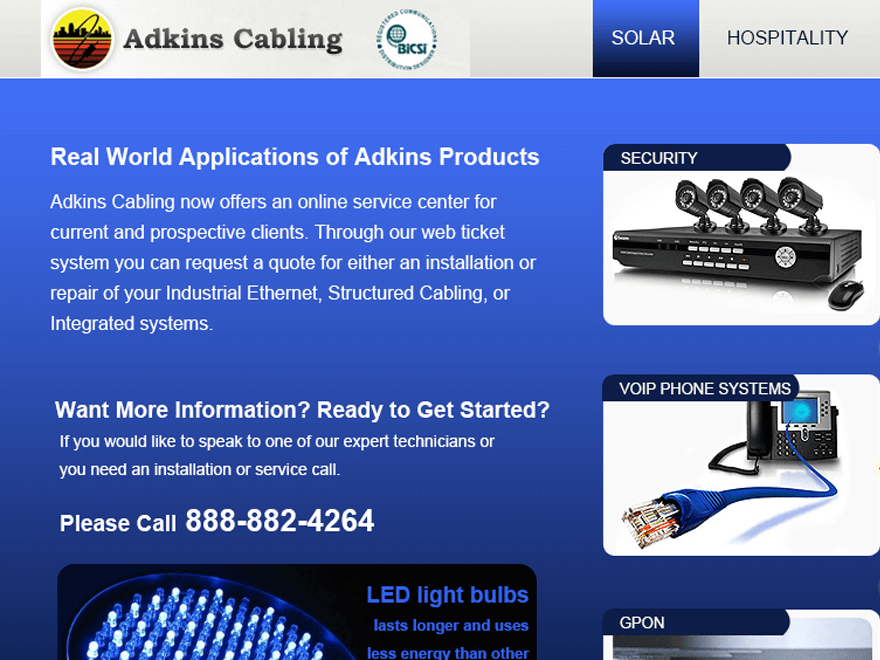 Adkins Cabling
REGISTERED COMMUNICATIONS
BiCSi
DISTRIBUTION DESIGNER
SOLAR
HOSPITALITY
Real World Applications of Adkins Products
Adkins Cabling now offers an online service center for
current and prospective clients. Through our web ticket
system you can request a quote for either an installation or
repair of your Industrial Ethernet, Structured Cabling, or
Integrated systems.
SECURITY
Want More Information? Ready to Get Started?
If you would like to speak to one of our expert technicians or
you need an installation or service call.
Please Call 888-882-4264
VOIP PHONE SYSTEMS
LED light bulbs
lasts longer and uses
less energy than other
GPON